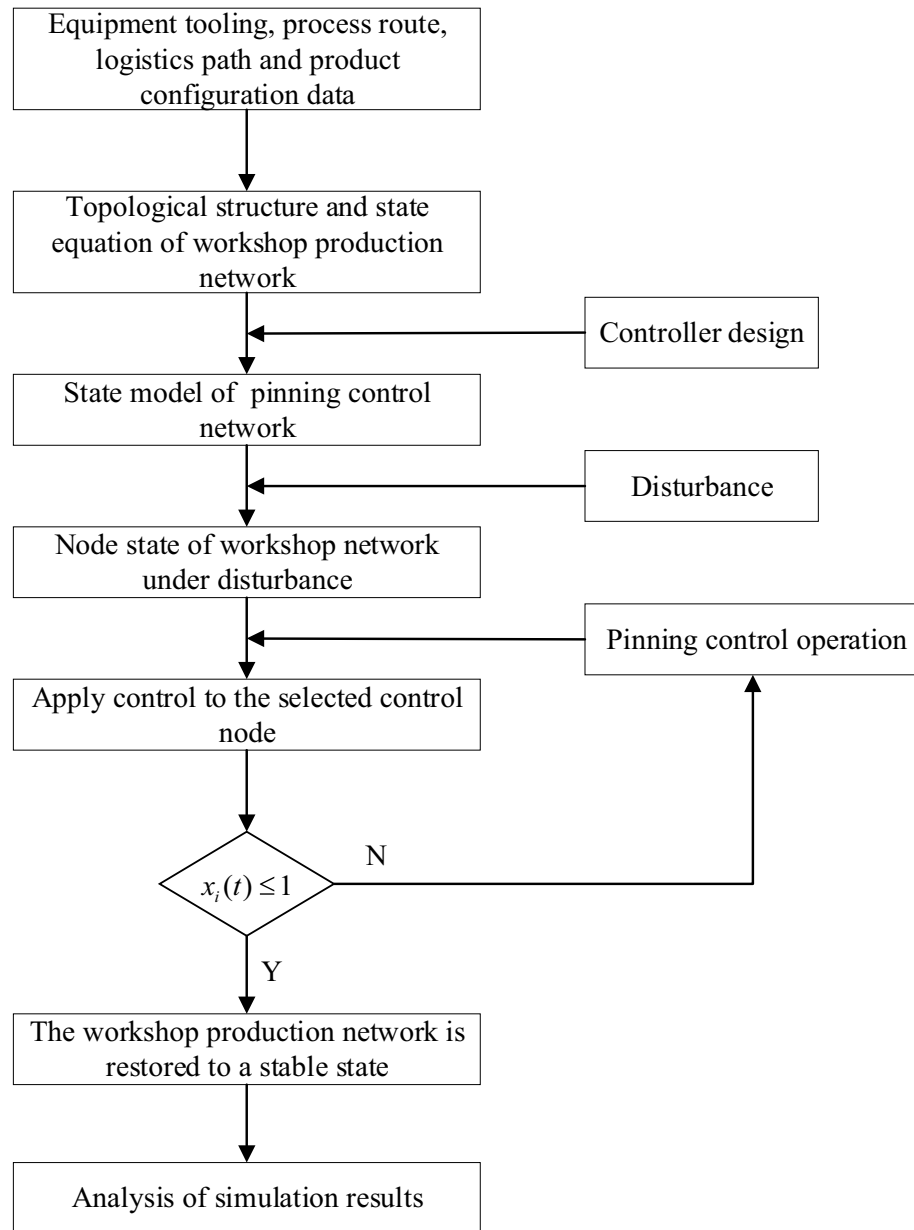 Equipment tooling, process route,
logistics path and product
configuration data
Topological structure and state
equation of workshop production
network
Controller design
State model of pinning control
network
Disturbance
Node state of workshop network
under disturbance
Pinning control operation
Apply control to the selected control
node
N
x_i(t) ≤ 1
Y
The workshop production network is
restored to a stable state
Analysis of simulation results